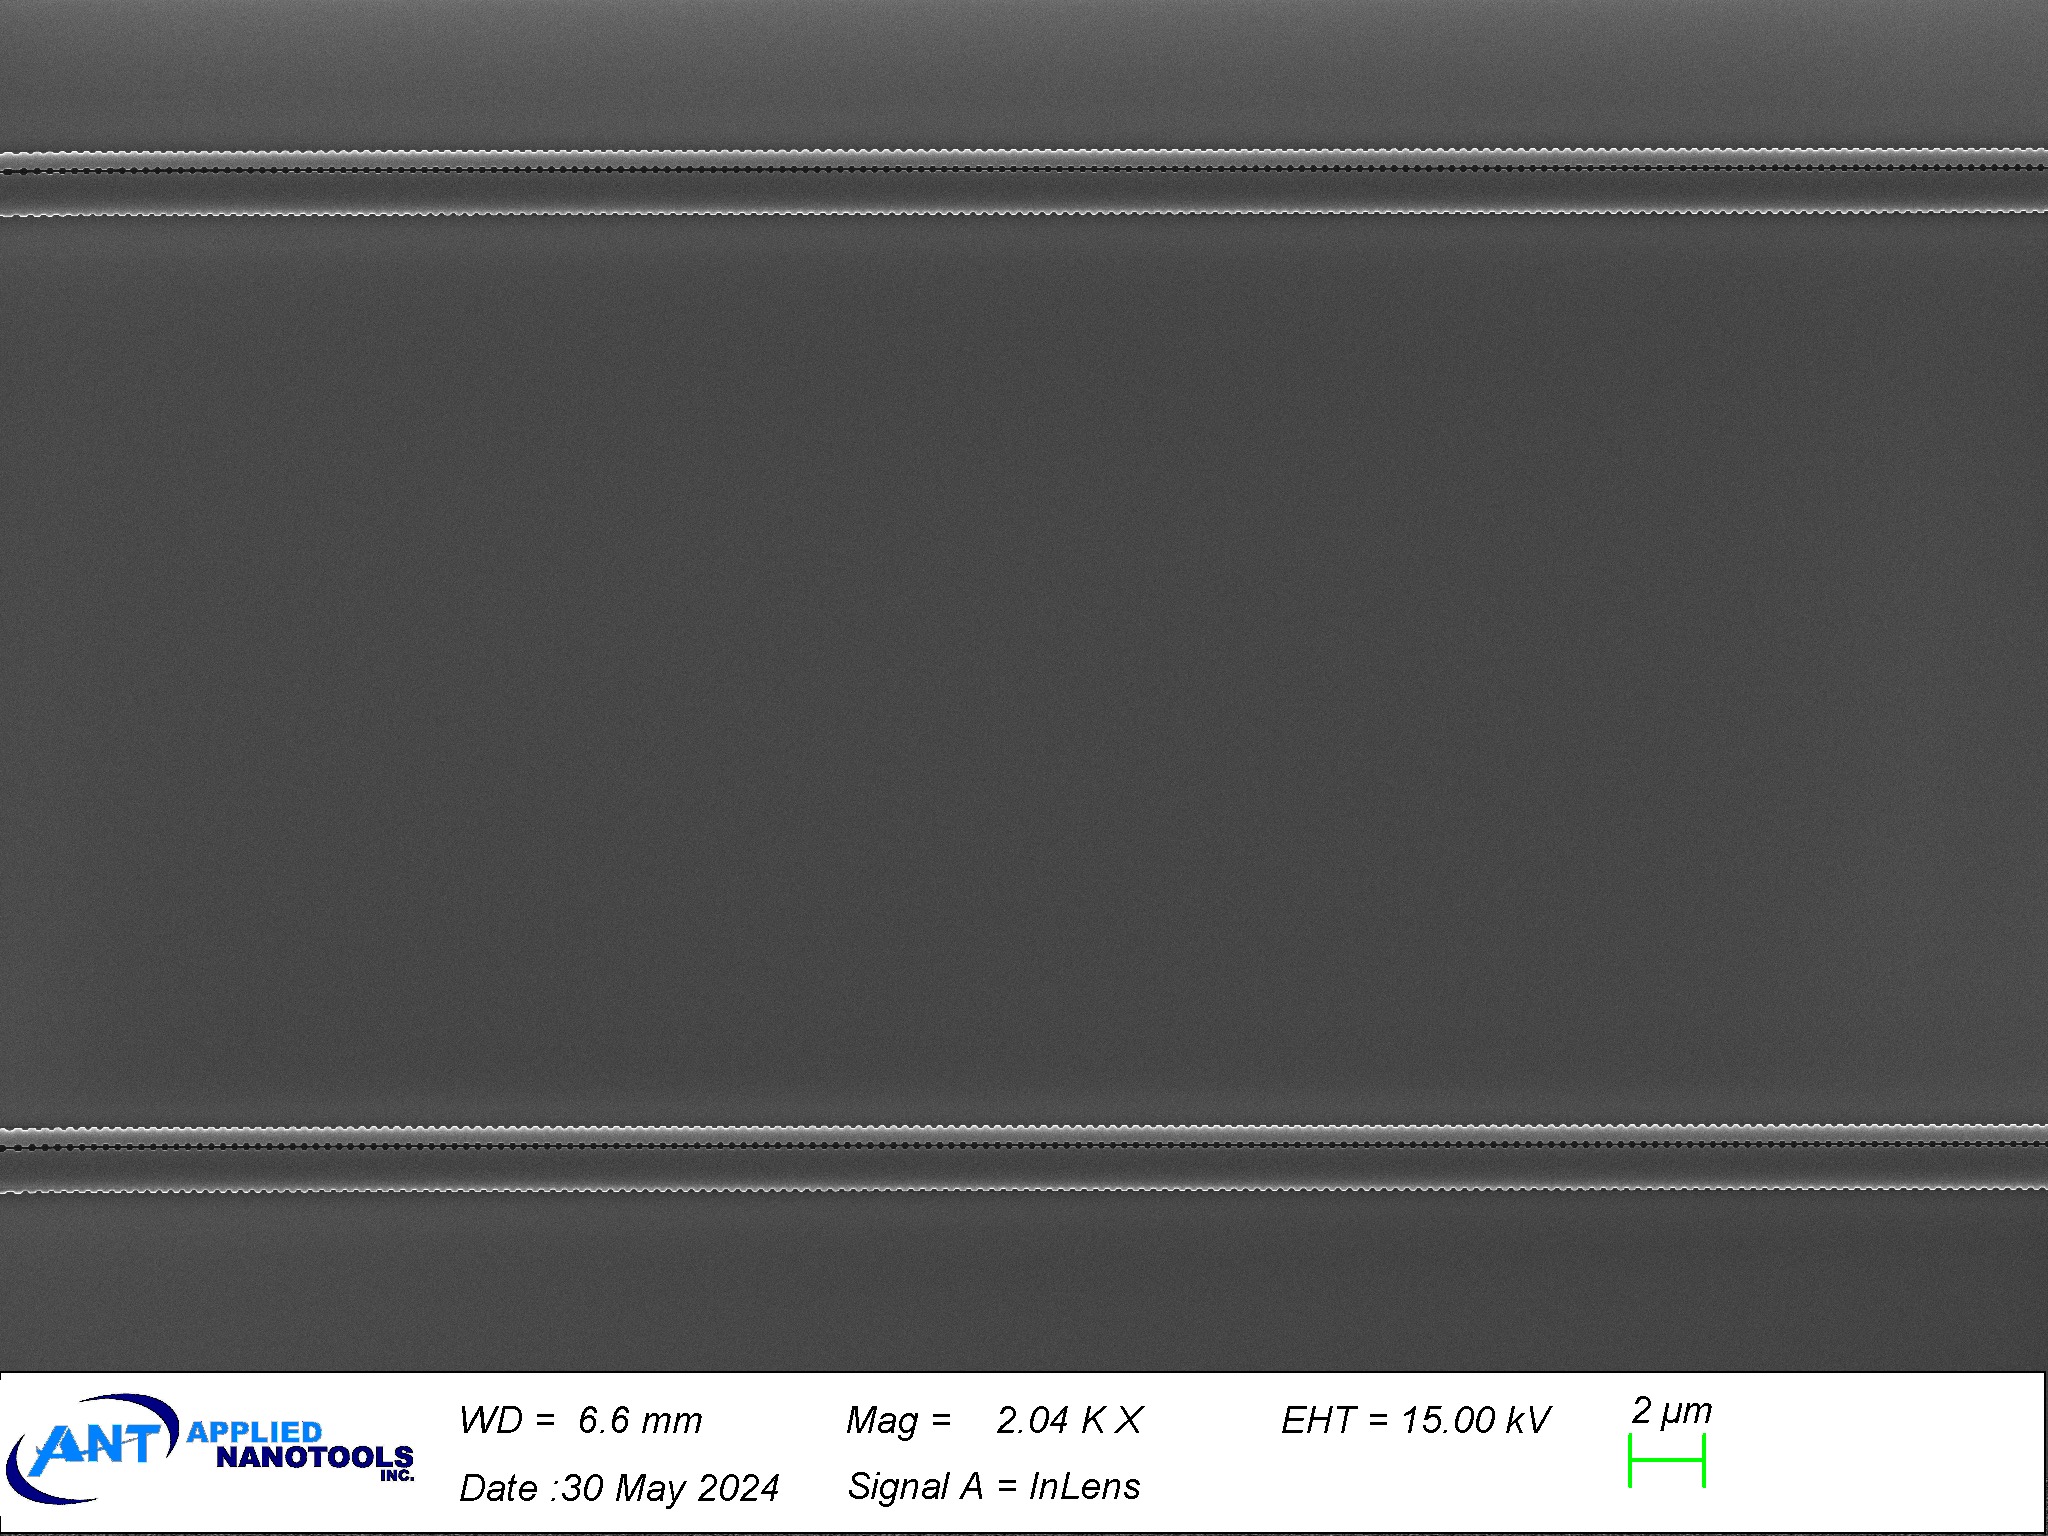 ANT APPLIED NANOTOOLS INC.
WD = 6.6 mm
Mag = 2.04 K X
EHT = 15.00 kV
2 µm
Date :30 May 2024
Signal A = InLens